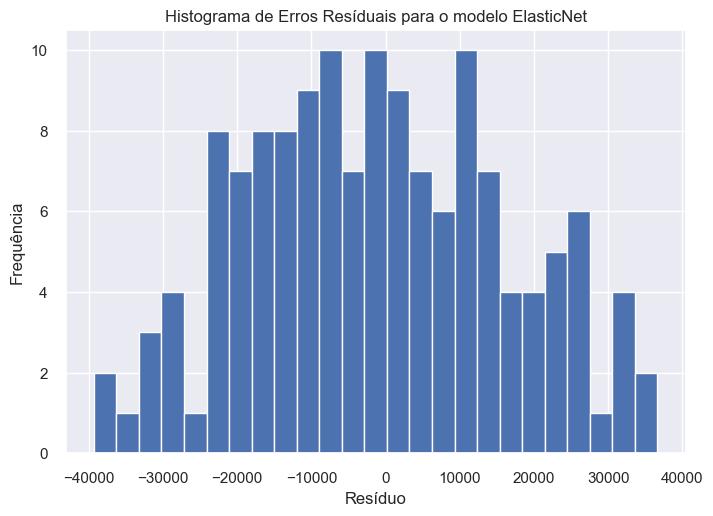 Histograma de Erros Resíduais para o modelo ElasticNet
10
8
6
4
2
0
Frequência
−40000 −30000 −20000 −10000 0 10000 20000 30000 40000
Resíduo